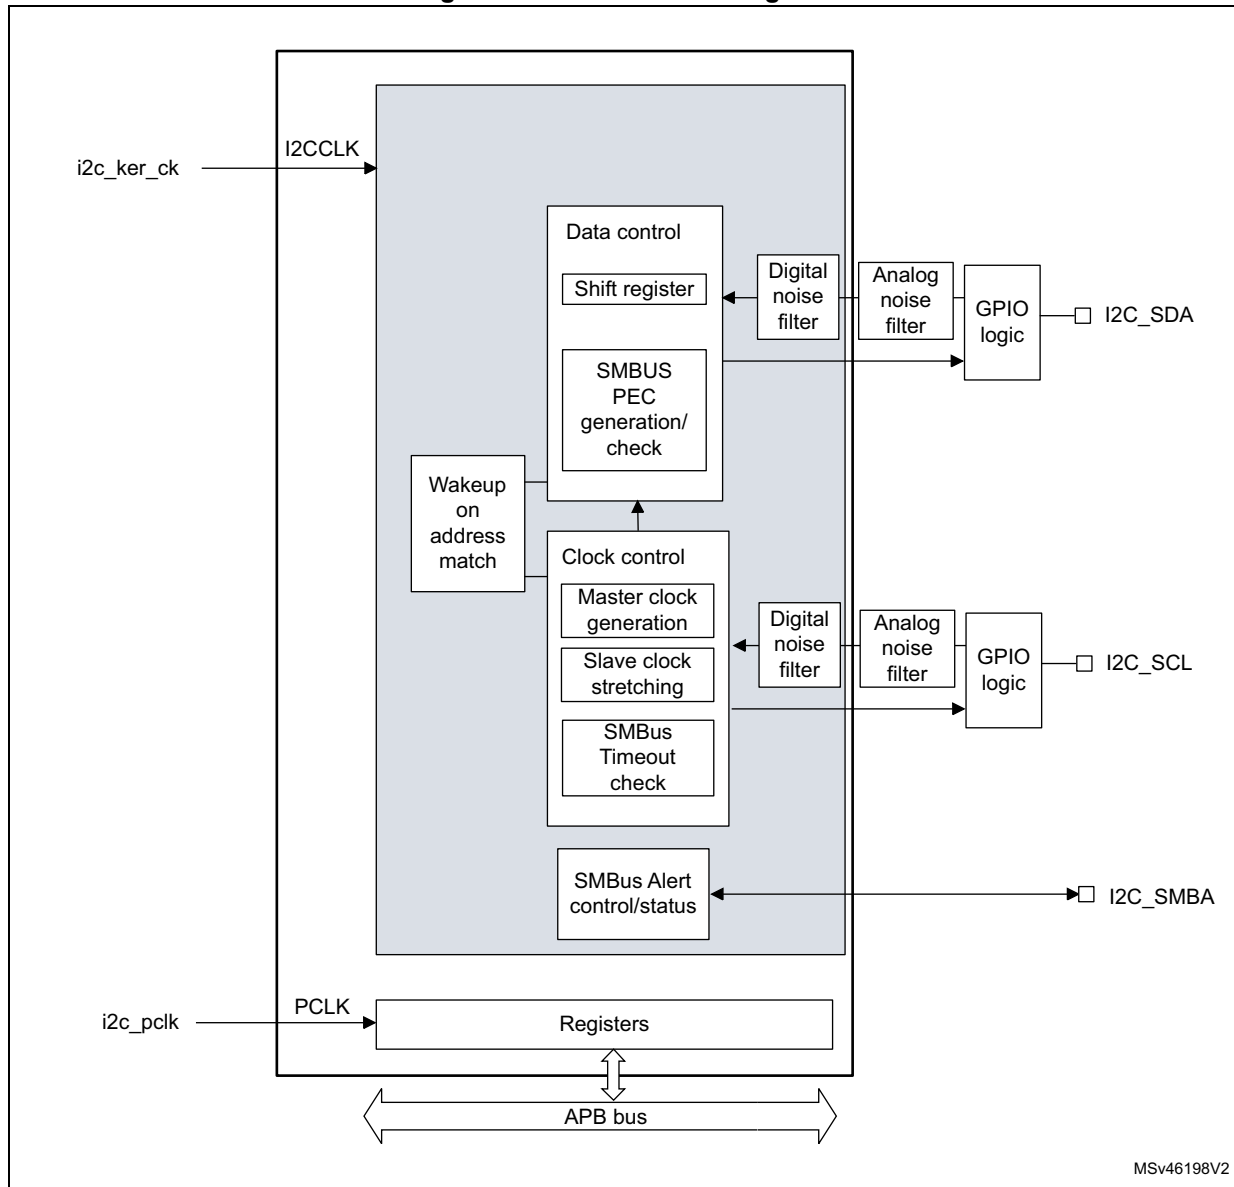 I2CCLK
i2c_ker_ck
Data control
Shift register
SMBUS
PEC
generation/
check
Digital
noise
filter
Analog
noise
filter
GPIO
logic
I2C_SDA
Wakeup
on
address
match
Clock control
Master clock
generation
Slave clock
stretching
SMBus
Timeout
check
Digital
noise
filter
Analog
noise
filter
GPIO
logic
I2C_SCL
SMBus Alert
control/status
I2C_SMBA
PCLK
i2c_pclk
Registers
APB bus
MSv46198V2